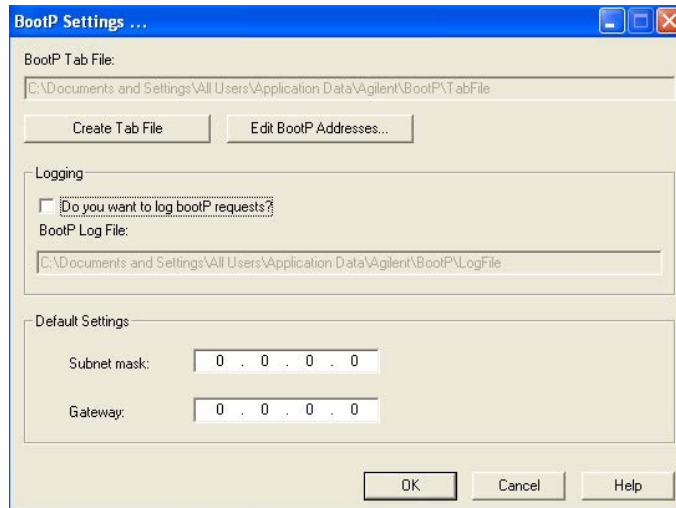 BootP Settings ...
BootP Tab File:
C:\Documents and Settings\All Users\Application Data\Agilent\BootP\TabFile
Create Tab File Edit BootP Addresses...
Logging
Do you want to log bootP requests?
BootP Log File:
C:\Documents and Settings\All Users\Application Data\Agilent\BootP\LogFile
Default Settings
Subnet mask: 0 . 0 . 0 . 0
Gateway: 0 . 0 . 0 . 0
OK Cancel Help